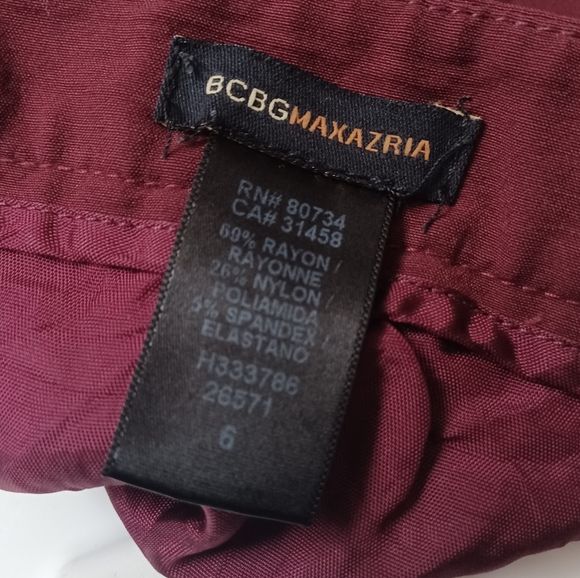 BCBGMAXAZRIA
RN# 80734
CA# 31458
69% RAYON /
RAYONNE
26% NYLON /
POLIAMIDA
5% SPANDEX /
ELASTANO
H333786
26571
6